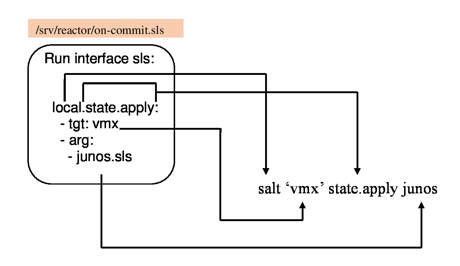 /srv/reactor/on-commit.sls
Run interface sls:
local.state.apply:
- tgt: vmx
- arg:
- junos.sls
salt ‘vmx’ state.apply junos